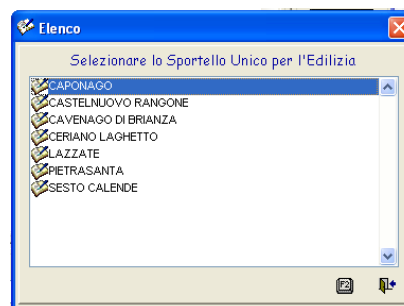 Elenco
Selezionare lo Sportello Unico per l'Edilizia
CAPONAGO
CASTELNUOVO RANGONE
CAVENAGO DI BRIANZA
CERIANO LAGHETTO
LAZZATE
PIETRASANTA
SESTO CALENDE
F2